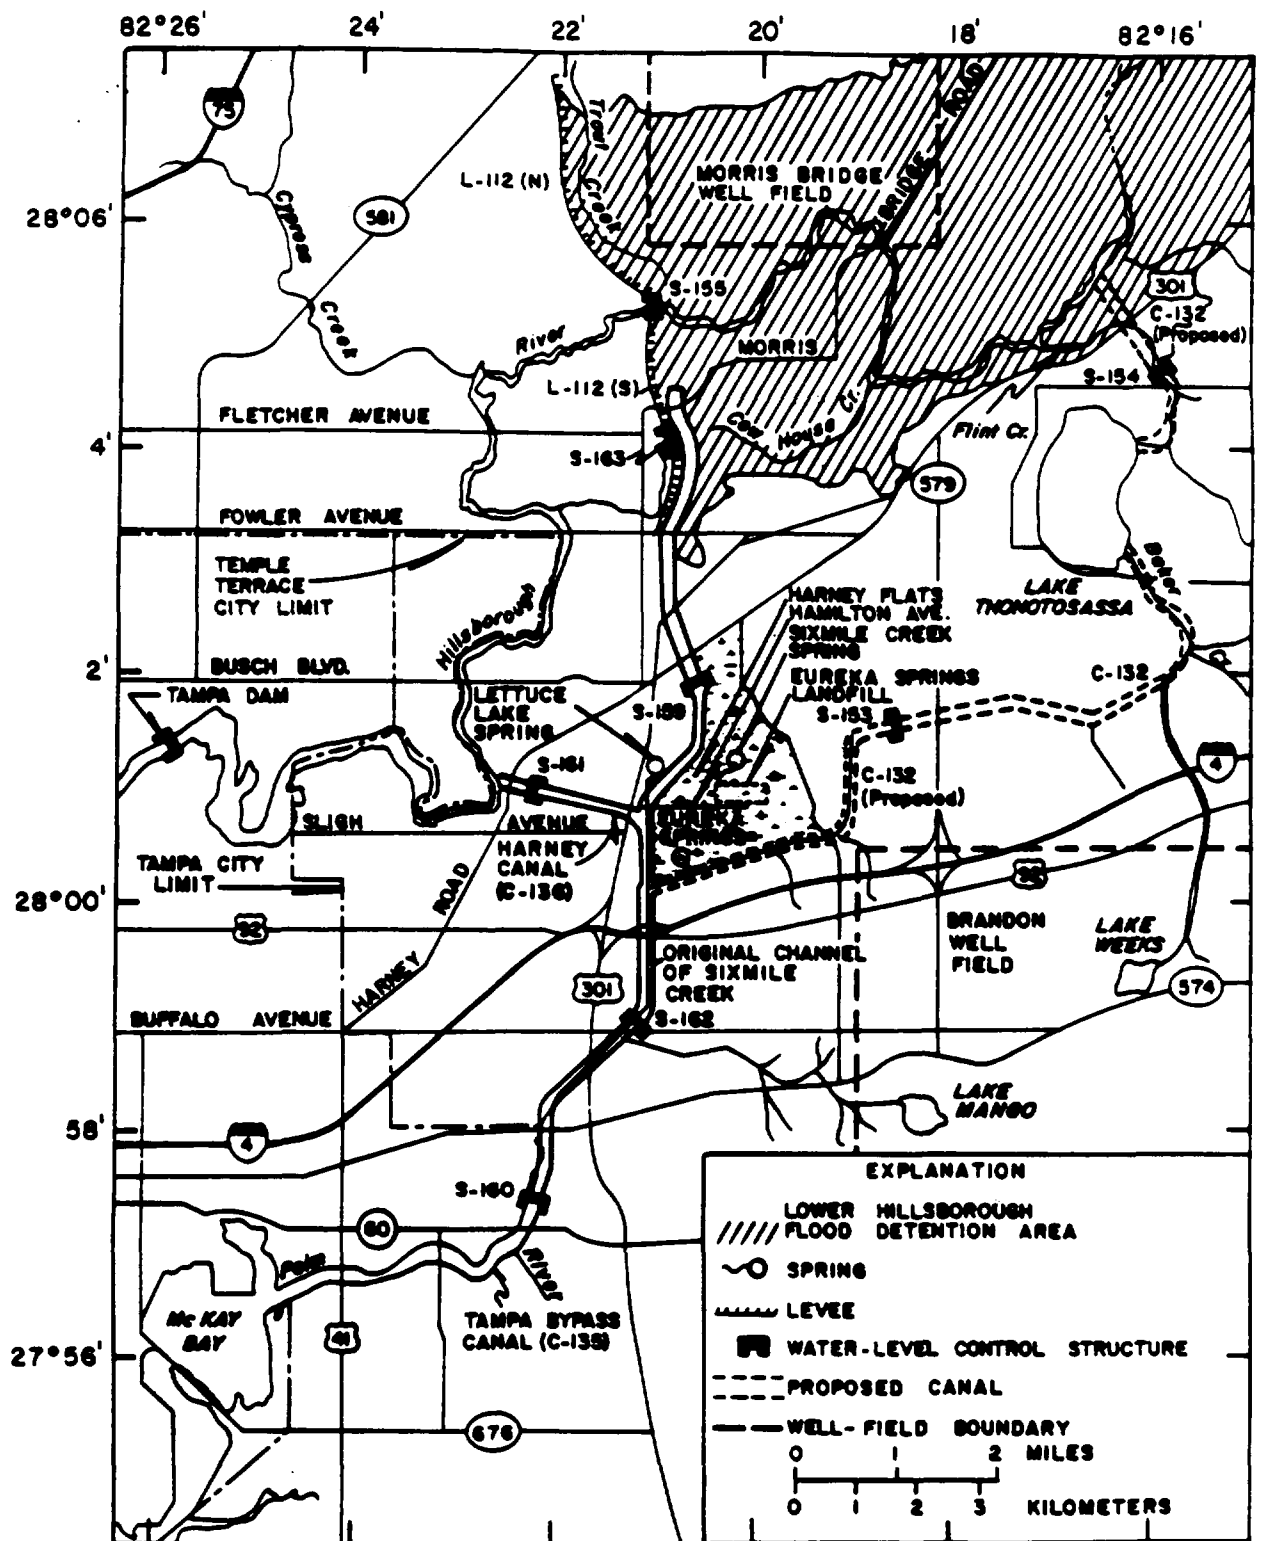 82°26' 24' 22' 20' 18' 82°16'
75
Trout
Creek
ROAD
BRIDGE
L-112 (N)
MORRIS BRIDGE
WELL FIELD
28°06'
581
Cypress
Creek
S-155
301
C-132
(Proposed)
River
MORRIS
L-112 (S)
S-154
FLETCHER AVENUE
Cow House Cr.
Flint Cr.
4'
S-163
579
FOWLER AVENUE
TEMPLE
TERRACE
CITY LIMIT
Baker
Cr.
LAKE
THONOTOSASSA
HARNEY FLATS
HAMILTON AVE.
SIXMILE CREEK
SPRING
Hillsborough
2'
BUSCH BLVD.
EUREKA SPRINGS
LANDFILL
C-132
TAMPA DAM
LETTUCE
LAKE
SPRING
S-159
S-153
S-161
4
C-132
(Proposed)
SLIGH AVENUE
EUREKA
SPRINGS
HARNEY
CANAL
(C-136)
TAMPA CITY
LIMIT
92
28°00'
92
HARNEY ROAD
BRANDON
WELL
FIELD
LAKE
WEEKS
ORIGINAL CHANNEL
OF SIXMILE
CREEK
301
574
BUFFALO AVENUE
S-162
LAKE
MANGO
58'
4
S-160
60
Palm River
McKAY
BAY
41
TAMPA BYPASS
CANAL (C-135)
27°56'
676
EXPLANATION
LOWER HILLSBOROUGH
FLOOD DETENTION AREA
SPRING
LEVEE
WATER-LEVEL CONTROL STRUCTURE
PROPOSED CANAL
WELL-FIELD BOUNDARY
0 1 2 MILES
0 1 2 3 KILOMETERS